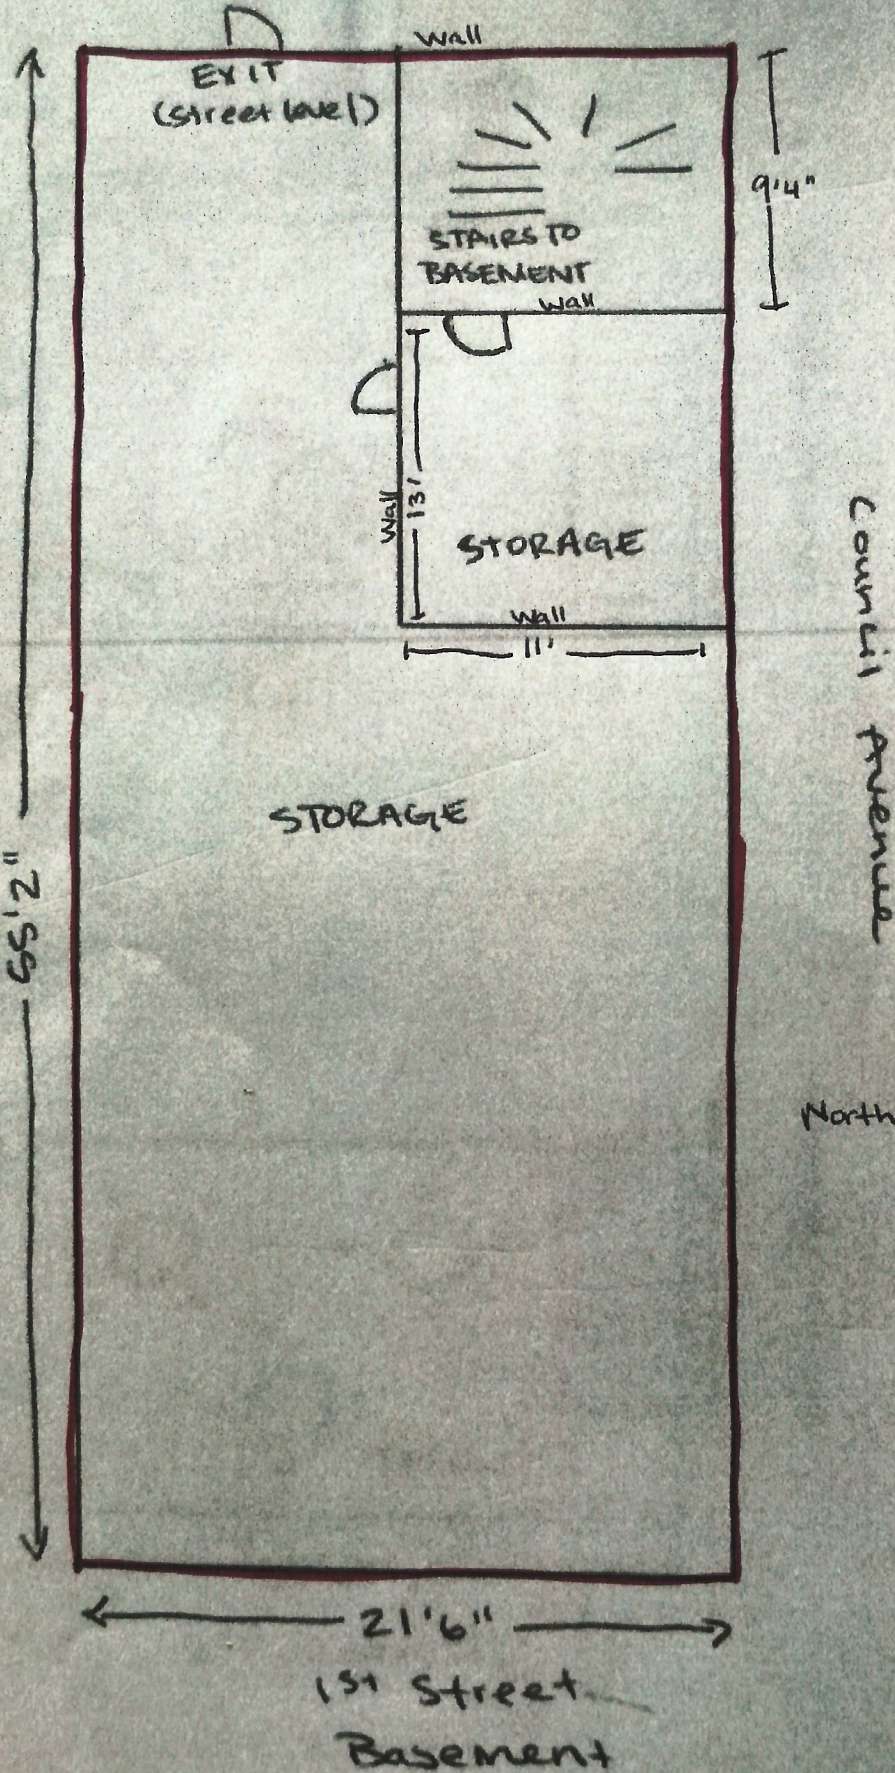 Wall
EXIT
(street level)
9'4"
STAIRS TO
BASEMENT
Wall
13'
Wall
STORAGE
Wall
11'
Council Avenue
STORAGE
55'2"
North
21'6"
1st Street
Basement